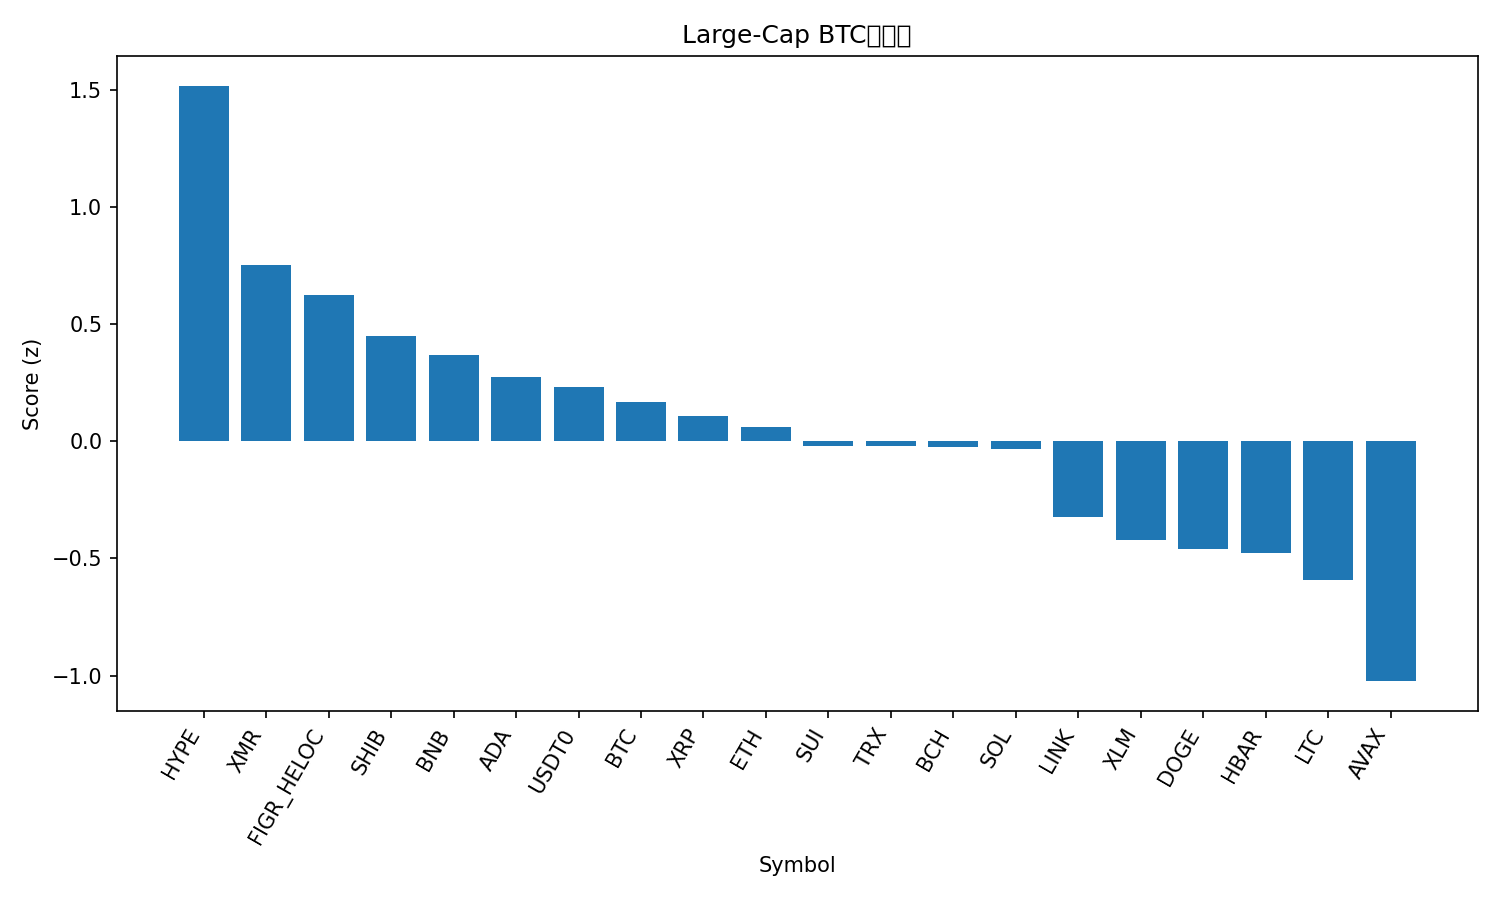 Large-Cap BTC
1.5
1.0
0.5
0.0
−0.5
−1.0
Score (z)
HYPE
XMR
FIGR_HELOC
SHIB
BNB
ADA
USDT0
BTC
XRP
ETH
SUI
TRX
BCH
SOL
LINK
XLM
DOGE
HBAR
LTC
AVAX
Symbol